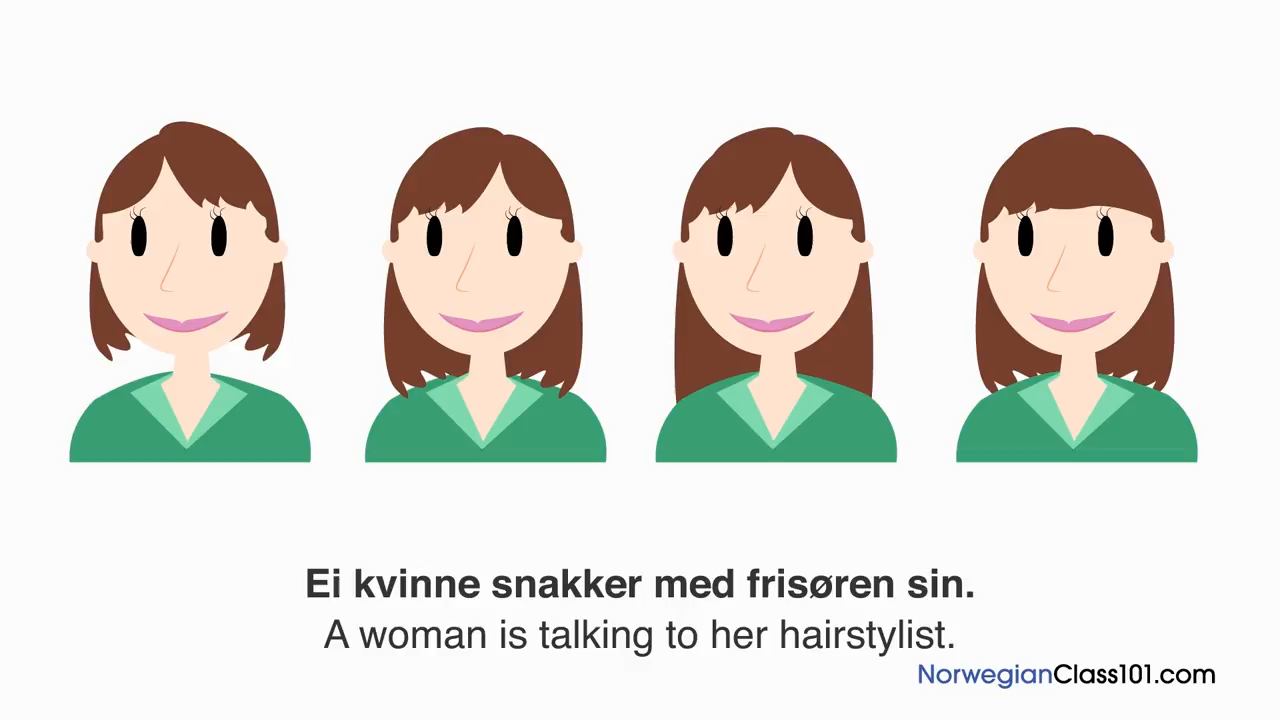 Ei kvinne snakker med frisøren sin.
A woman is talking to her hairstylist.
NorwegianClass101.com